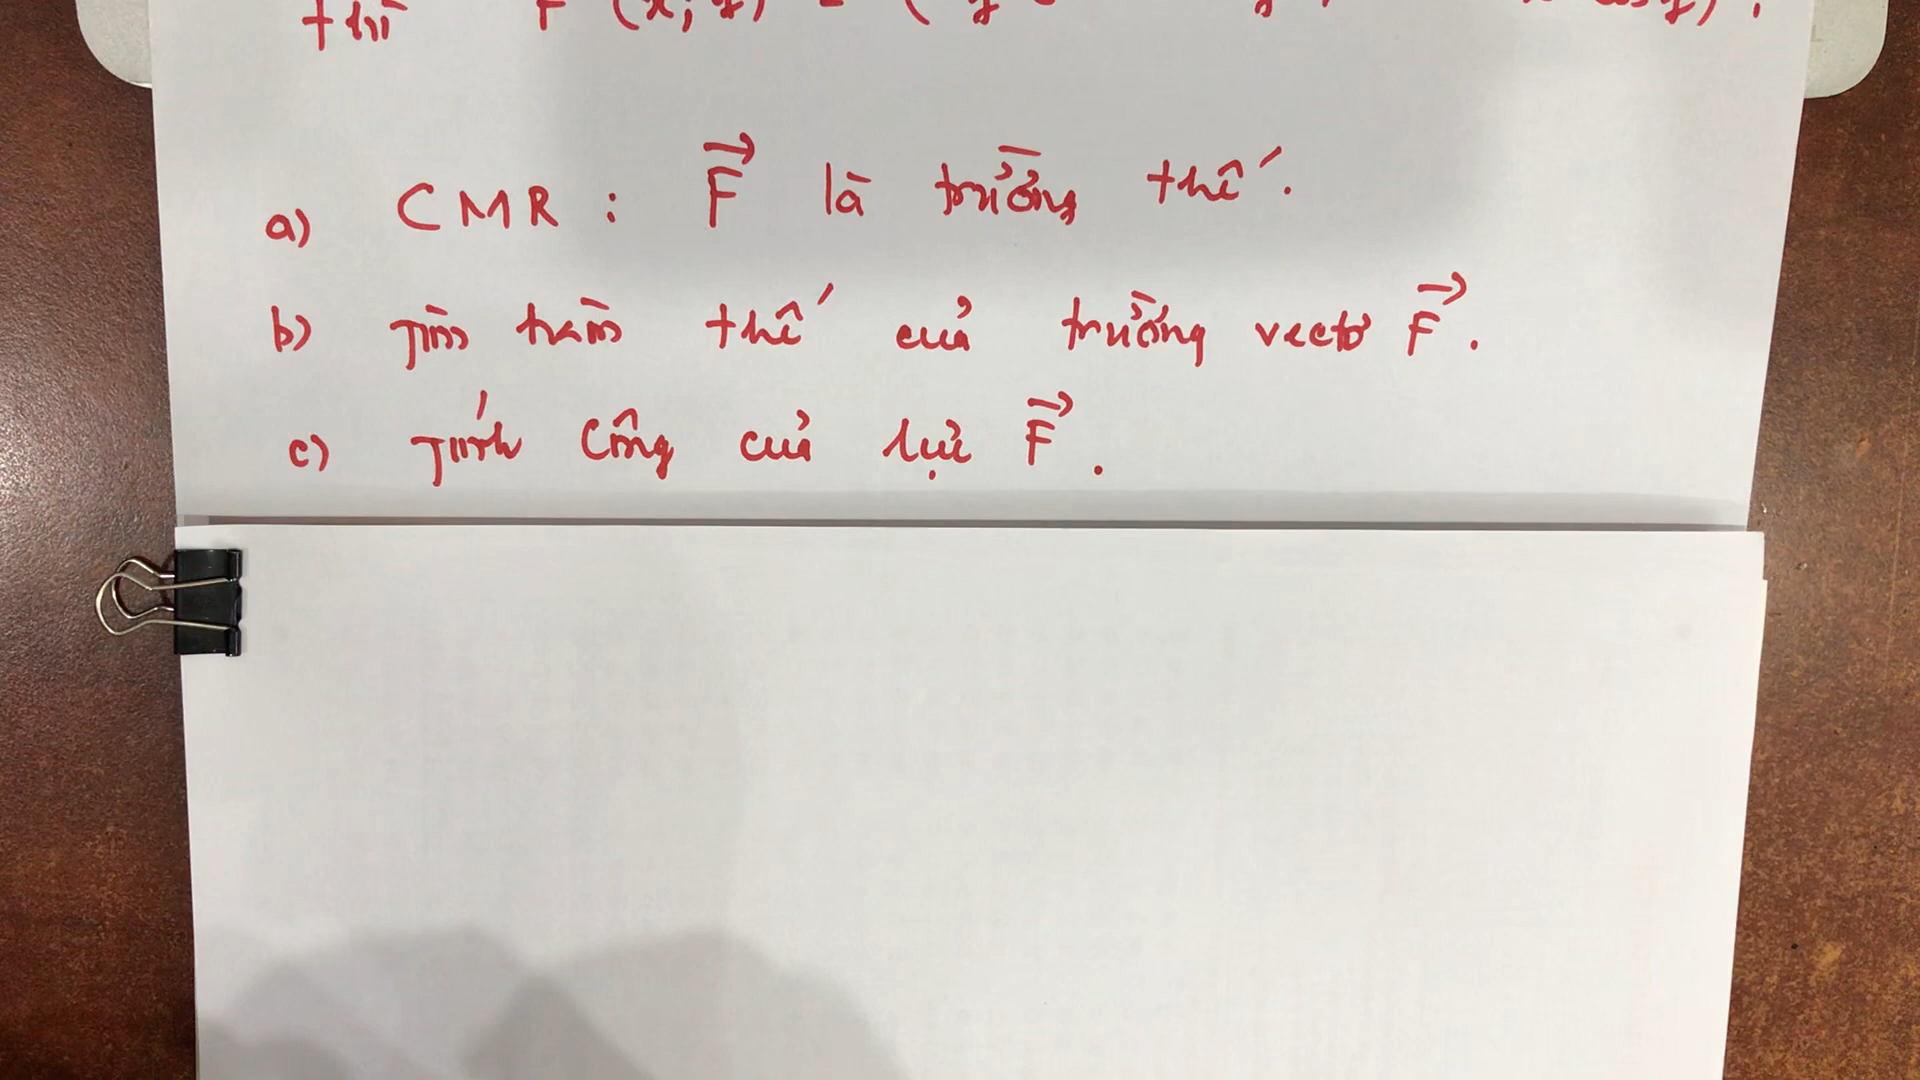 F (x, y) = (
a) CMR : F⃗ là trường thế.
b) Tìm hàm thế của trường vectơ F⃗.
c) Tính công của lực F⃗.